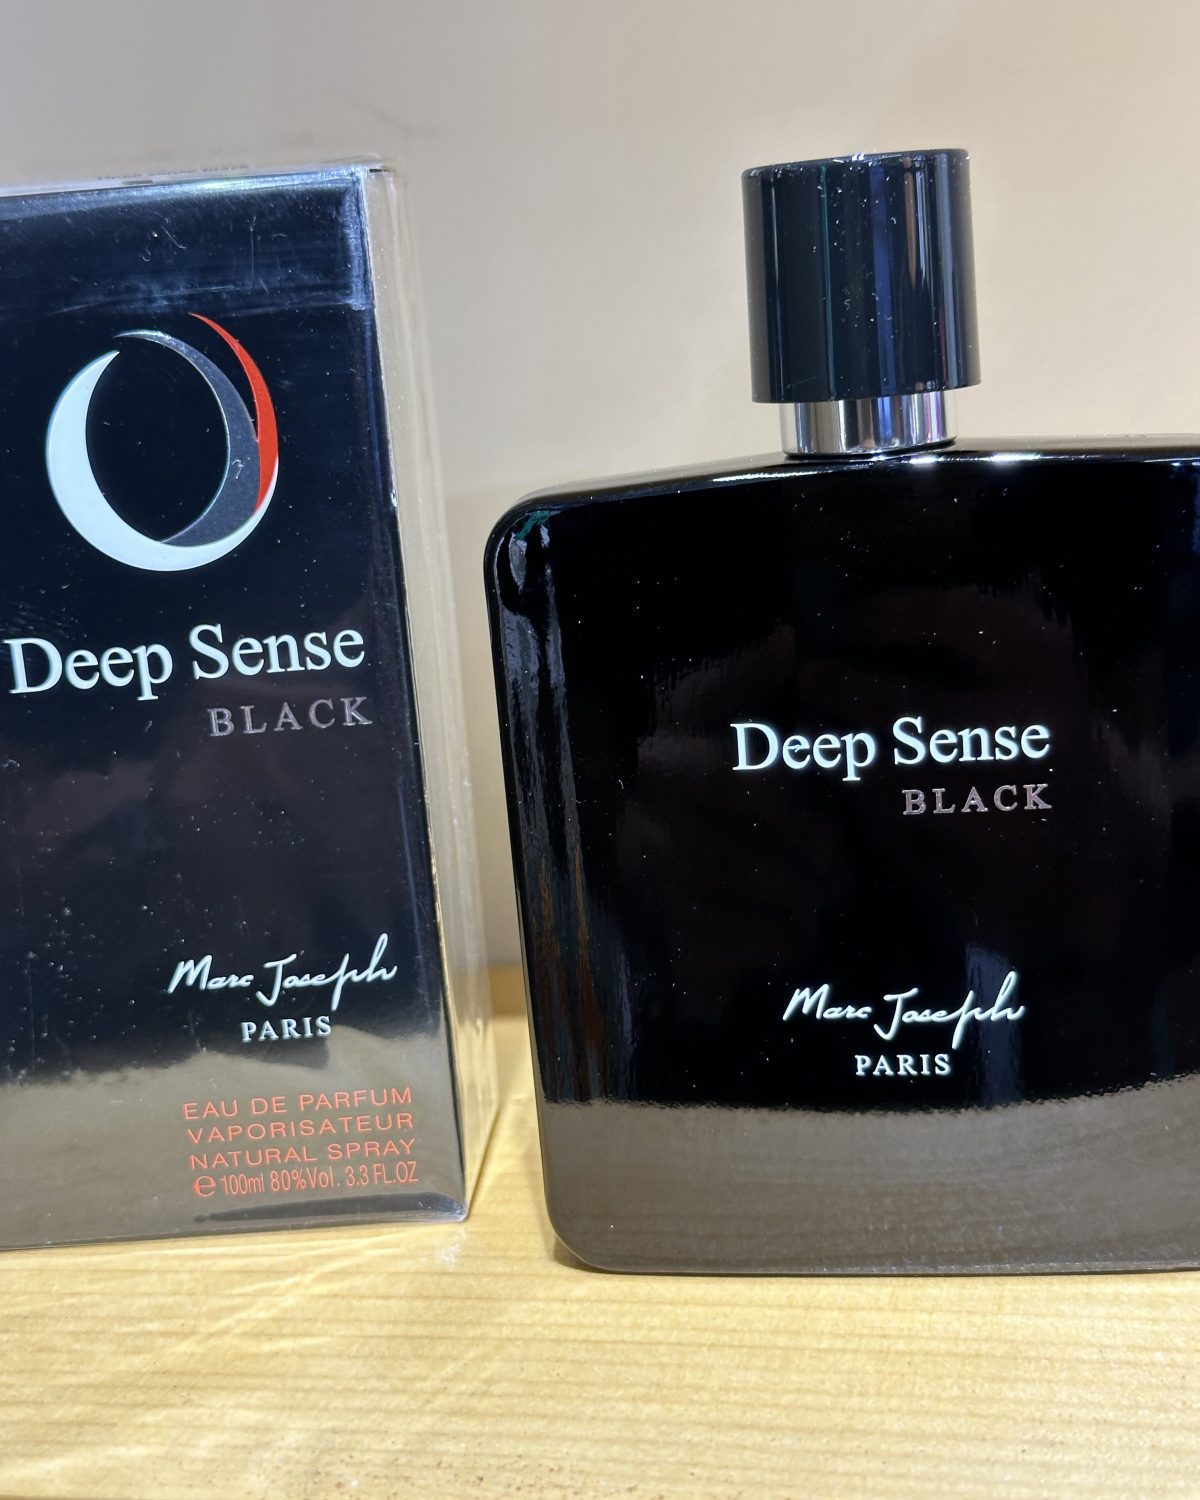 Deep Sense
BLACK
Marc Joseph
PARIS
EAU DE PARFUM
VAPORISATEUR
NATURAL SPRAY
℮ 100ml 80%Vol. 3.3 FL.OZ
Deep Sense
BLACK
Marc Joseph
PARIS